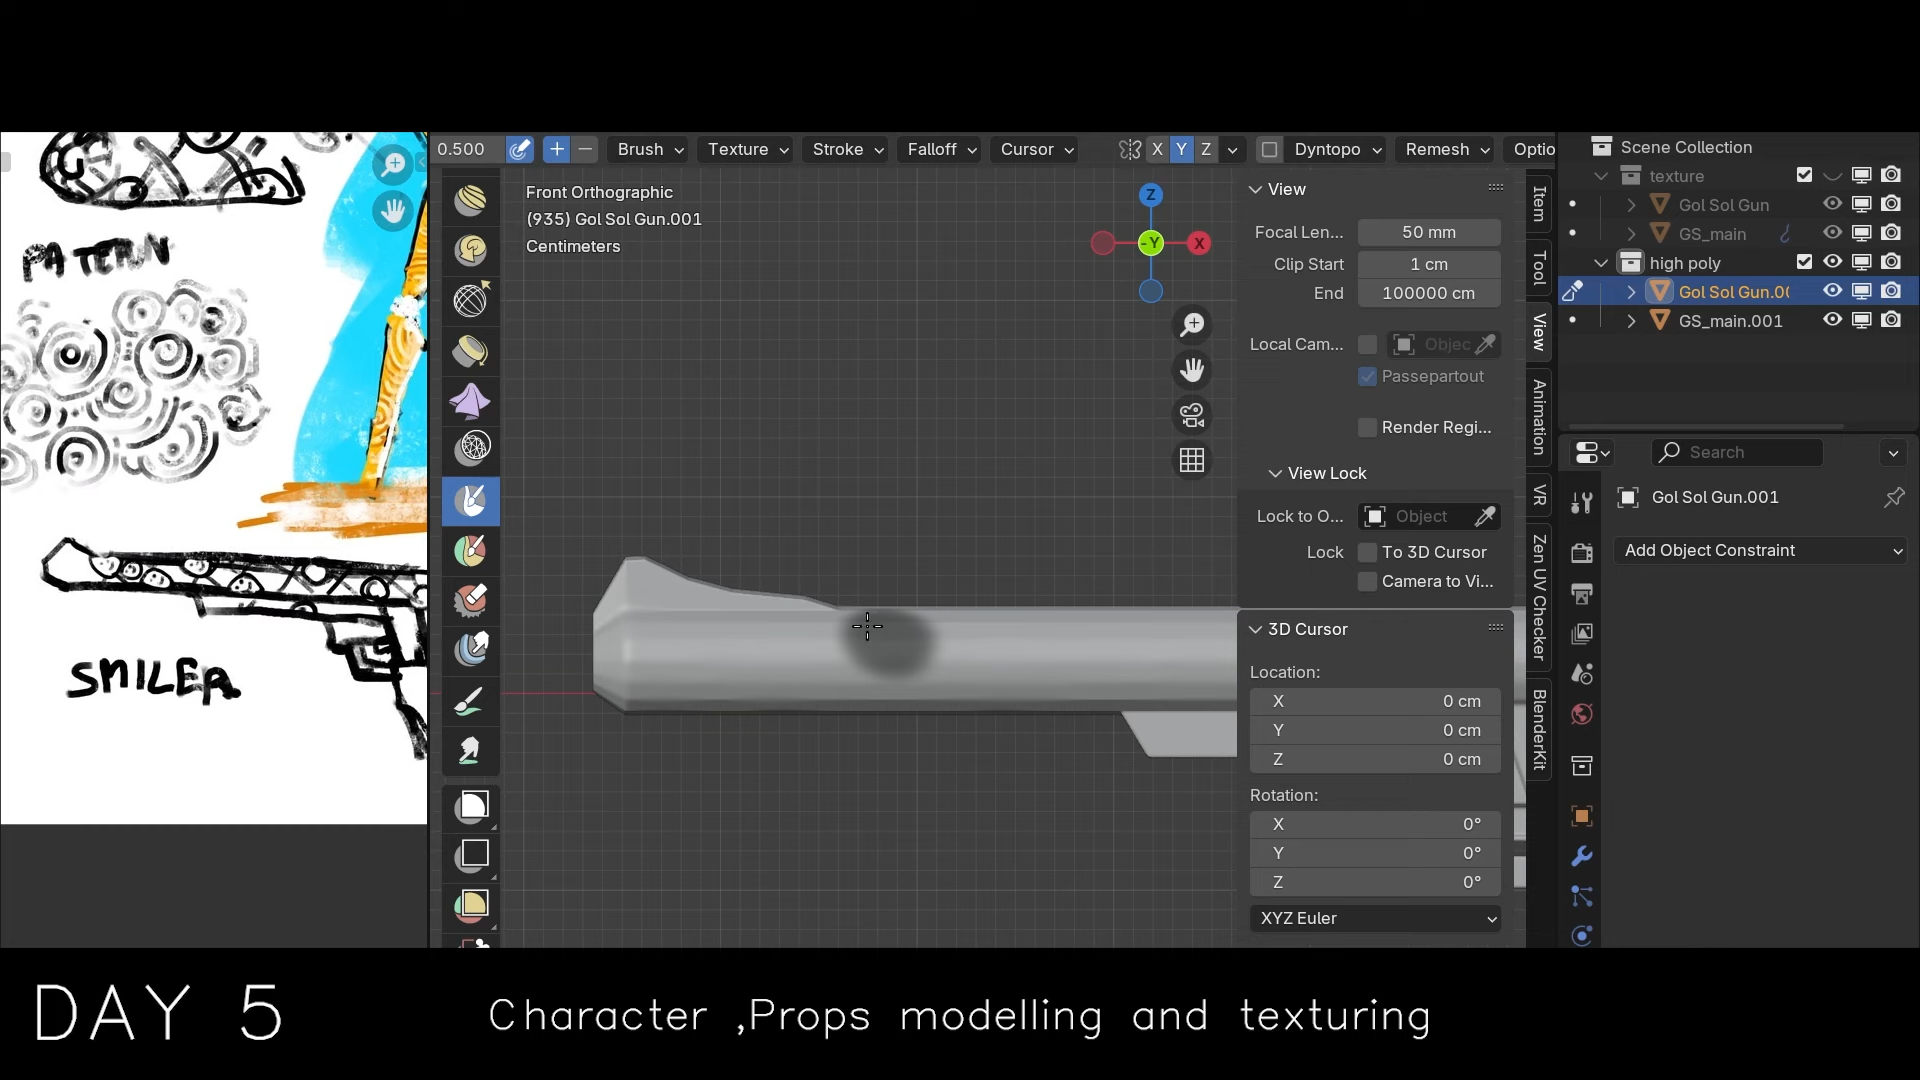 PATERN
SMILER
0.500
Brush
Texture
Stroke
Falloff
Cursor
X Y Z
Dyntopo
Remesh
Optio
Front Orthographic
(935) Gol Sol Gun.001
Centimeters
Z
-Y
X
View
Focal Len... 50 mm
Clip Start 1 cm
End 100000 cm
Local Cam... Objec
Passepartout
Render Regi...
View Lock
Lock to O... Object
Lock To 3D Cursor
Camera to Vi...
3D Cursor
Location:
X 0 cm
Y 0 cm
Z 0 cm
Rotation:
X 0°
Y 0°
Z 0°
XYZ Euler
Item
Tool
View
Animation
VR
Zen UV Checker
BlenderKit
Scene Collection
texture
Gol Sol Gun
GS_main
high poly
Gol Sol Gun.00
GS_main.001
Search
Gol Sol Gun.001
Add Object Constraint
DAY 5
Character ,Props modelling and texturing